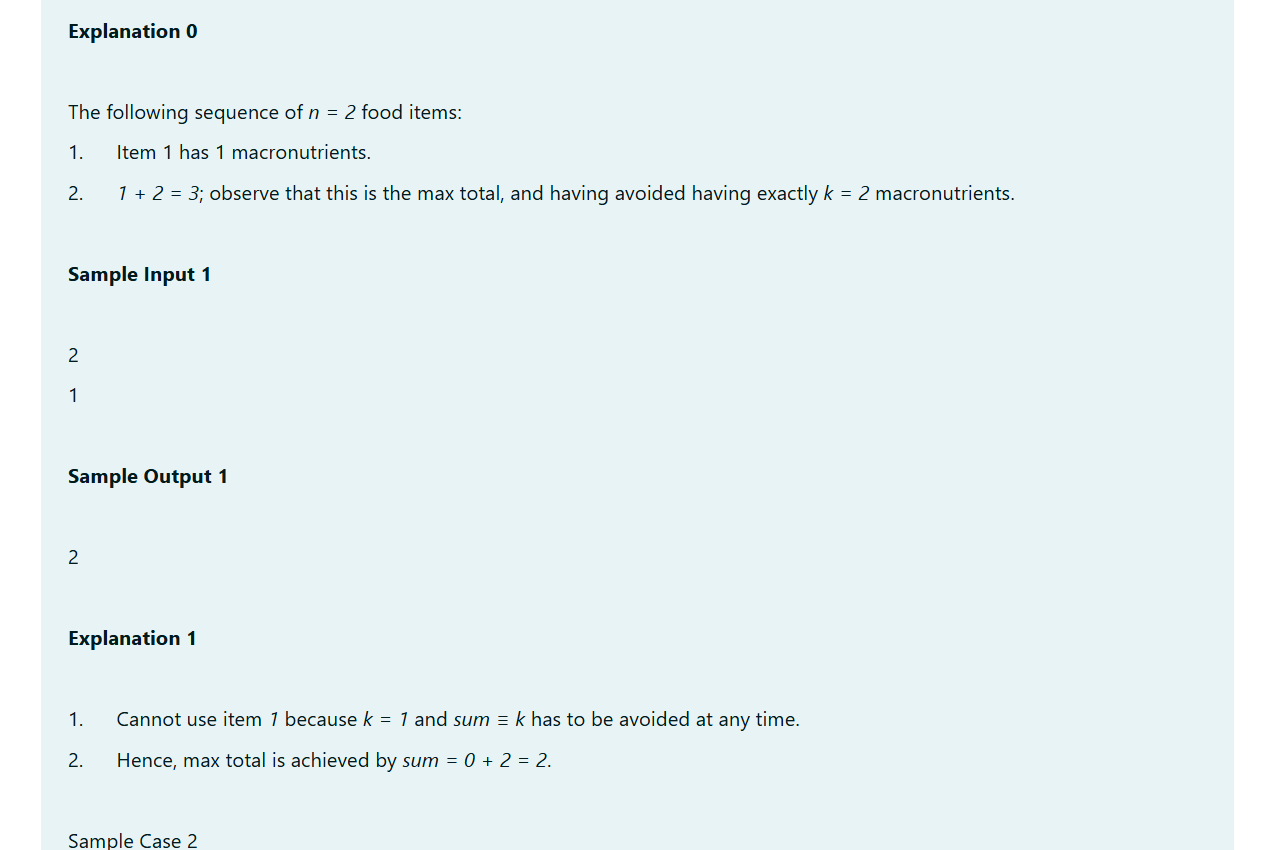 Explanation 0
The following sequence of n = 2 food items:
1. Item 1 has 1 macronutrients.
2. 1 + 2 = 3; observe that this is the max total, and having avoided having exactly k = 2 macronutrients.
Sample Input 1
2
1
Sample Output 1
2
Explanation 1
1. Cannot use item 1 because k = 1 and sum ≡ k has to be avoided at any time.
2. Hence, max total is achieved by sum = 0 + 2 = 2.
Sample Case 2